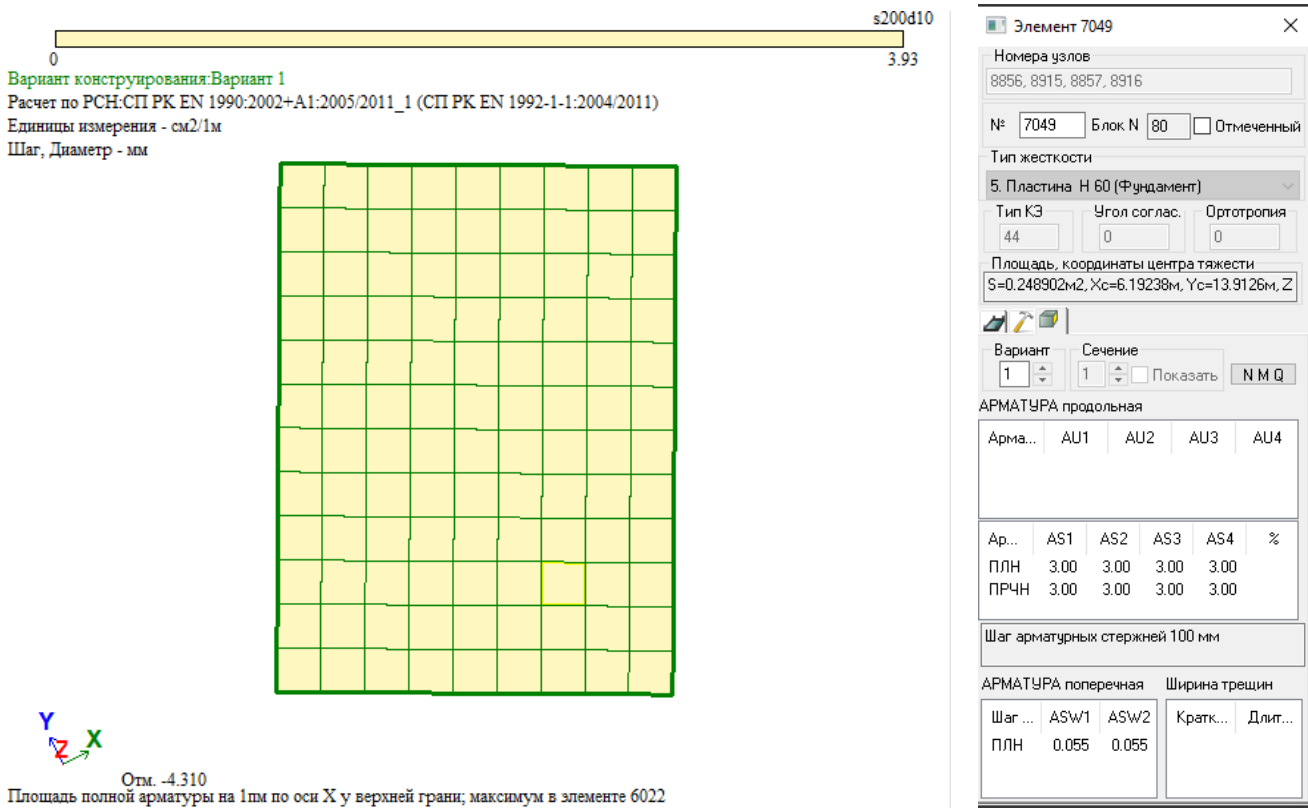 s200d10
0
3.93
Вариант конструирования:Вариант 1
Расчет по РСН:СП РК EN 1990:2002+A1:2005/2011_1 (СП РК EN 1992-1-1:2004/2011)
Единицы измерения - см2/1м
Шаг, Диаметр - мм
Y
Z
X
Отм. -4.310
Площадь полной арматуры на 1пм по оси X у верхней грани; максимум в элементе 6022
Элемент 7049
Номера узлов
8856, 8915, 8857, 8916
№ 7049 Блок N 80 Отмеченный
Тип жесткости
5. Пластина Н 60 (Фундамент)
Тип КЭ Угол соглас. Ортотропия
44 0 0
Площадь, координаты центра тяжести
S=0.248902м2, Xc=6.19238м, Yc=13.9126м, Z
Вариант Сечение
1 1 Показать N M Q
АРМАТУРА продольная
Арма... AU1 AU2 AU3 AU4
Ар... AS1 AS2 AS3 AS4 %
ПЛН 3.00 3.00 3.00 3.00
ПРЧН 3.00 3.00 3.00 3.00
Шаг арматурных стержней 100 мм
АРМАТУРА поперечная Ширина трещин
Шаг ... ASW1 ASW2 Кратк... Длит...
ПЛН 0.055 0.055